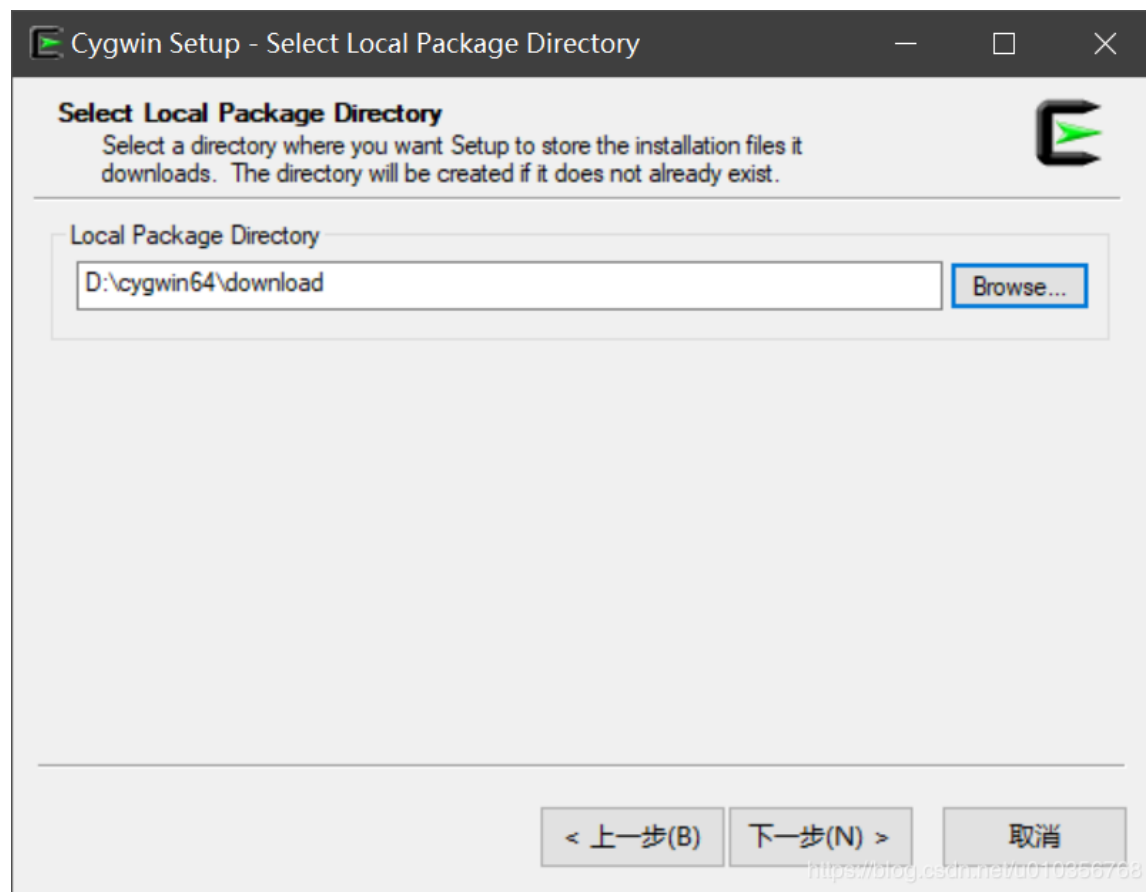 Cygwin Setup - Select Local Package Directory
Select Local Package Directory
Select a directory where you want Setup to store the installation files it
downloads.  The directory will be created if it does not already exist.
Local Package Directory
D:\cygwin64\download
Browse...
< 上一步(B)
下一步(N) >
取消
https://blog.csdn.net/u010356768